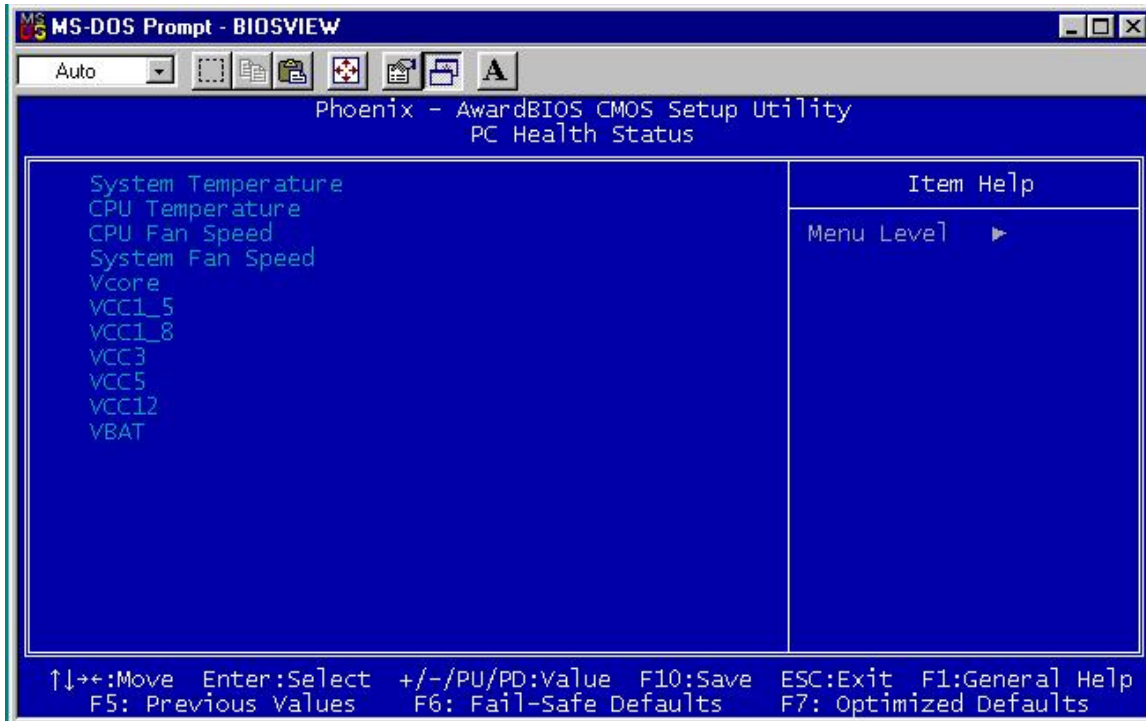 MS-DOS Prompt - BIOSVIEW
Auto
A
Phoenix - AwardBIOS CMOS Setup Utility
PC Health Status
System Temperature
CPU Temperature
CPU Fan Speed
System Fan Speed
Vcore
VCC1_5
VCC1_8
VCC3
VCC5
VCC12
VBAT
Item Help
Menu Level ►
↑↓→←:Move Enter:Select +/-/PU/PD:Value F10:Save ESC:Exit F1:General Help
F5: Previous Values F6: Fail-Safe Defaults F7: Optimized Defaults